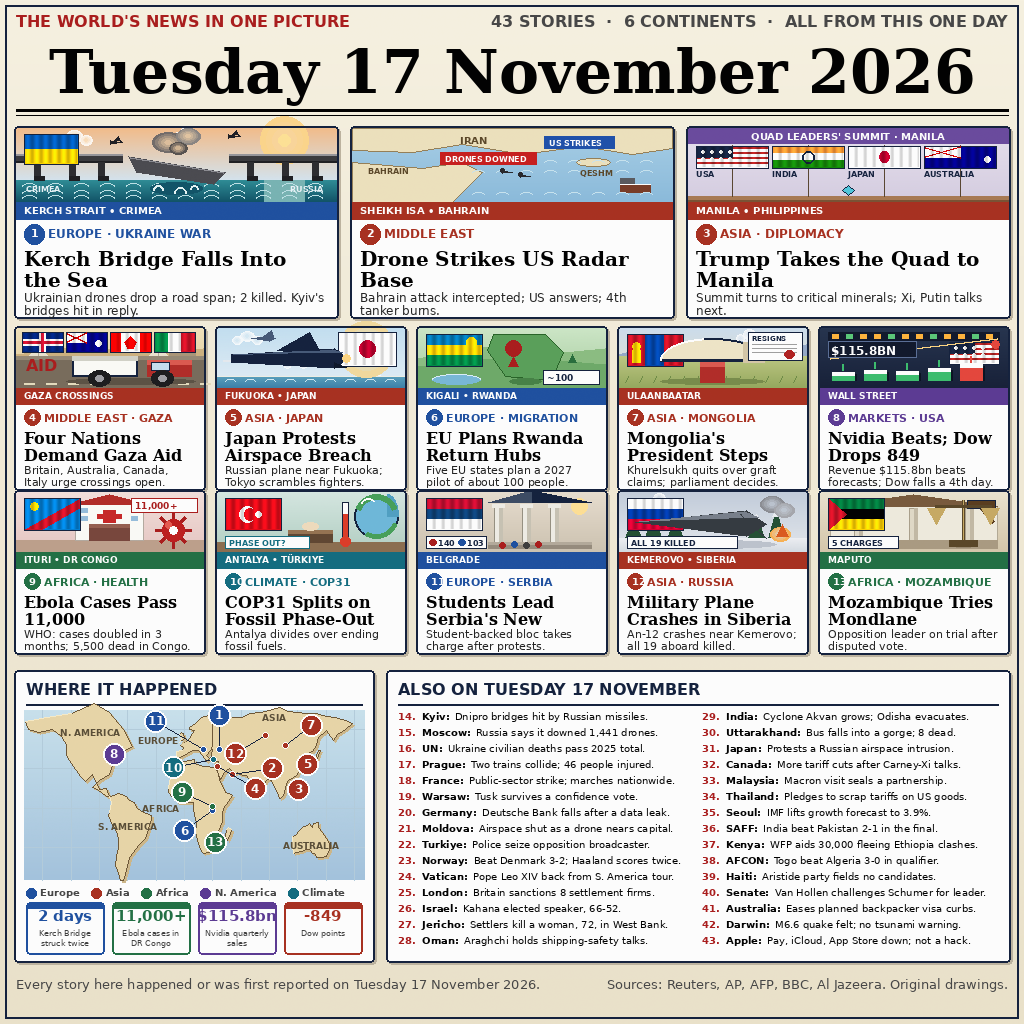 THE WORLD'S NEWS IN ONE PICTURE
43 STORIES · 6 CONTINENTS · ALL FROM THIS ONE DAY
Tuesday 17 November 2026
CRIMEA
RUSSIA
KERCH STRAIT • CRIMEA
1 EUROPE · UKRAINE WAR
Kerch Bridge Falls Into
the Sea
Ukrainian drones drop a road span; 2 killed. Kyiv's
bridges hit in reply.
IRAN
US STRIKES
DRONES DOWNED
BAHRAIN
QESHM
SHEIKH ISA • BAHRAIN
2 MIDDLE EAST
Drone Strikes US Radar
Base
Bahrain attack intercepted; US answers; 4th
tanker burns.
QUAD LEADERS' SUMMIT · MANILA
USA
INDIA
JAPAN
AUSTRALIA
MANILA • PHILIPPINES
3 ASIA · DIPLOMACY
Trump Takes the Quad to
Manila
Summit turns to critical minerals; Xi, Putin talks
next.
AID
GAZA CROSSINGS
4 MIDDLE EAST · GAZA
Four Nations
Demand Gaza Aid
Britain, Australia, Canada,
Italy urge crossings open.
FUKUOKA • JAPAN
5 ASIA · JAPAN
Japan Protests
Airspace Breach
Russian plane near Fukuoka;
Tokyo scrambles fighters.
~100
KIGALI • RWANDA
6 EUROPE · MIGRATION
EU Plans Rwanda
Return Hubs
Five EU states plan a 2027
pilot of about 100 people.
RESIGNS
ULAANBAATAR
7 ASIA · MONGOLIA
Mongolia's
President Steps
Khurelsukh quits over graft
claims; parliament decides.
$115.8BN
WALL STREET
8 MARKETS · USA
Nvidia Beats; Dow
Drops 849
Revenue $115.8bn beats
forecasts; Dow falls a 4th day.
11,000+
ITURI • DR CONGO
9 AFRICA · HEALTH
Ebola Cases Pass
11,000
WHO: cases doubled in 3
months; 5,500 dead in Congo.
PHASE OUT?
ANTALYA • TÜRKIYE
10 CLIMATE · COP31
COP31 Splits on
Fossil Phase-Out
Antalya divides over ending
fossil fuels.
140 103
BELGRADE
11 EUROPE · SERBIA
Students Lead
Serbia's New
Student-backed bloc takes
charge after protests.
ALL 19 KILLED
KEMEROVO • SIBERIA
12 ASIA · RUSSIA
Military Plane
Crashes in Siberia
An-12 crashes near Kemerovo;
all 19 aboard killed.
5 CHARGES
MAPUTO
13 AFRICA · MOZAMBIQUE
Mozambique Tries
Mondlane
Opposition leader on trial after
disputed vote.
WHERE IT HAPPENED
N. AMERICA
EUROPE
ASIA
AFRICA
S. AMERICA
AUSTRALIA
11
1
7
8
12
10
2
5
9
4
3
6
13
Europe Asia Africa N. America Climate
2 days
Kerch Bridge
struck twice
11,000+
Ebola cases in
DR Congo
$115.8bn
Nvidia quarterly
sales
-849
Dow points
ALSO ON TUESDAY 17 NOVEMBER
14. Kyiv: Dnipro bridges hit by Russian missiles.
15. Moscow: Russia says it downed 1,441 drones.
16. UN: Ukraine civilian deaths pass 2025 total.
17. Prague: Two trains collide; 46 people injured.
18. France: Public-sector strike; marches nationwide.
19. Warsaw: Tusk survives a confidence vote.
20. Germany: Deutsche Bank falls after a data leak.
21. Moldova: Airspace shut as a drone nears capital.
22. Turkiye: Police seize opposition broadcaster.
23. Norway: Beat Denmark 3-2; Haaland scores twice.
24. Vatican: Pope Leo XIV back from S. America tour.
25. London: Britain sanctions 8 settlement firms.
26. Israel: Kahana elected speaker, 66-52.
27. Jericho: Settlers kill a woman, 72, in West Bank.
28. Oman: Araghchi holds shipping-safety talks.
29. India: Cyclone Akvan grows; Odisha evacuates.
30. Uttarakhand: Bus falls into a gorge; 8 dead.
31. Japan: Protests a Russian airspace intrusion.
32. Canada: More tariff cuts after Carney-Xi talks.
33. Malaysia: Macron visit seals a partnership.
34. Thailand: Pledges to scrap tariffs on US goods.
35. Seoul: IMF lifts growth forecast to 3.9%.
36. SAFF: India beat Pakistan 2-1 in the final.
37. Kenya: WFP aids 30,000 fleeing Ethiopia clashes.
38. AFCON: Togo beat Algeria 3-0 in qualifier.
39. Haiti: Aristide party fields no candidates.
40. Senate: Van Hollen challenges Schumer for leader.
41. Australia: Eases planned backpacker visa curbs.
42. Darwin: M6.6 quake felt; no tsunami warning.
43. Apple: Pay, iCloud, App Store down; not a hack.
Every story here happened or was first reported on Tuesday 17 November 2026.
Sources: Reuters, AP, AFP, BBC, Al Jazeera. Original drawings.